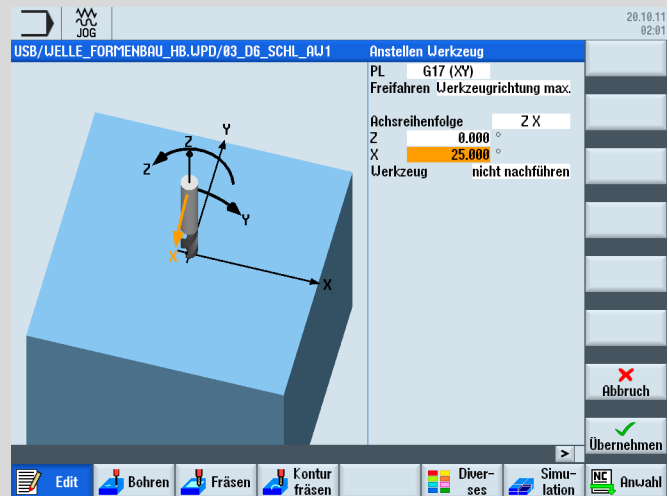 JOG
20.10.11
02:01
USB/WELLE_FORMENBAU_HB.WPD/03_D6_SCHL_AW1
Anstellen Werkzeug
PL G17 (XY)
Freifahren Werkzeugrichtung max.
Achsreihenfolge Z X
Z 0.000 °
X 25.000 °
Werkzeug nicht nachführen
Y
Z
Z
Y
X
X
Abbruch
Übernehmen
>
Edit
Bohren
Fräsen
Kontur
fräsen
Diver-
ses
Simu-
lation
NC
Anwahl